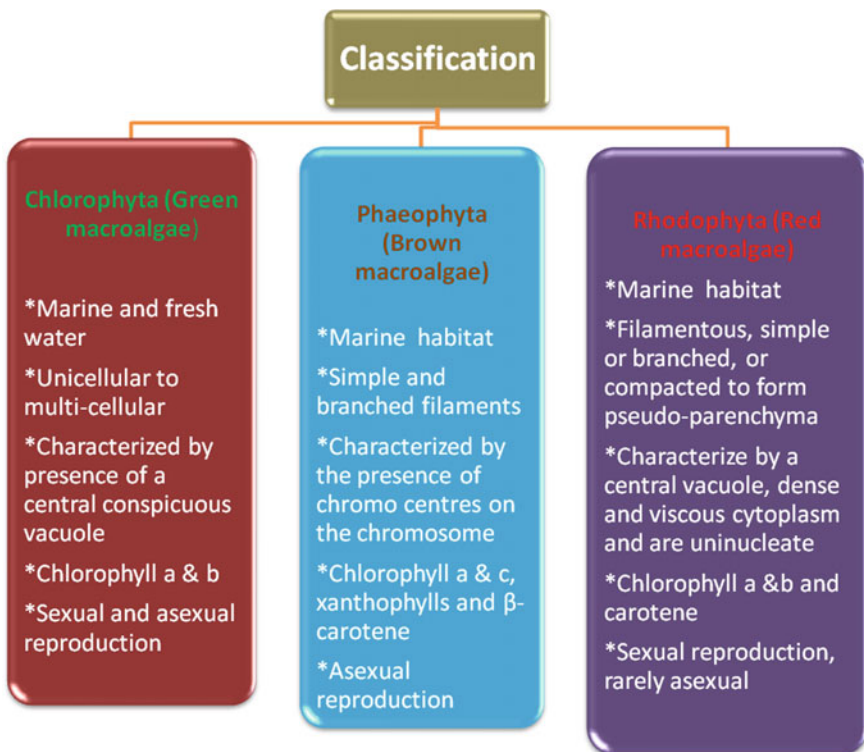 Classification
Chlorophyta (Green
macroalgae)
*Marine and fresh
water
*Unicellular to
multi-cellular
*Characterized by
presence of a
central conspicuous
vacuole
*Chlorophyll a & b
*Sexual and asexual
reproduction
Phaeophyta
(Brown
macroalgae)
*Marine habitat
*Simple and
branched filaments
*Characterized by
the presence of
chromo centres on
the chromosome
*Chlorophyll a & c,
xanthophylls and β-
carotene
*Asexual
reproduction
Rhodophyta (Red
macroalgae)
*Marine habitat
*Filamentous, simple
or branched, or
compacted to form
pseudo-parenchyma
*Characterize by a
central vacuole, dense
and viscous cytoplasm
and are uninucleate
*Chlorophyll a &b and
carotene
*Sexual reproduction,
rarely asexual